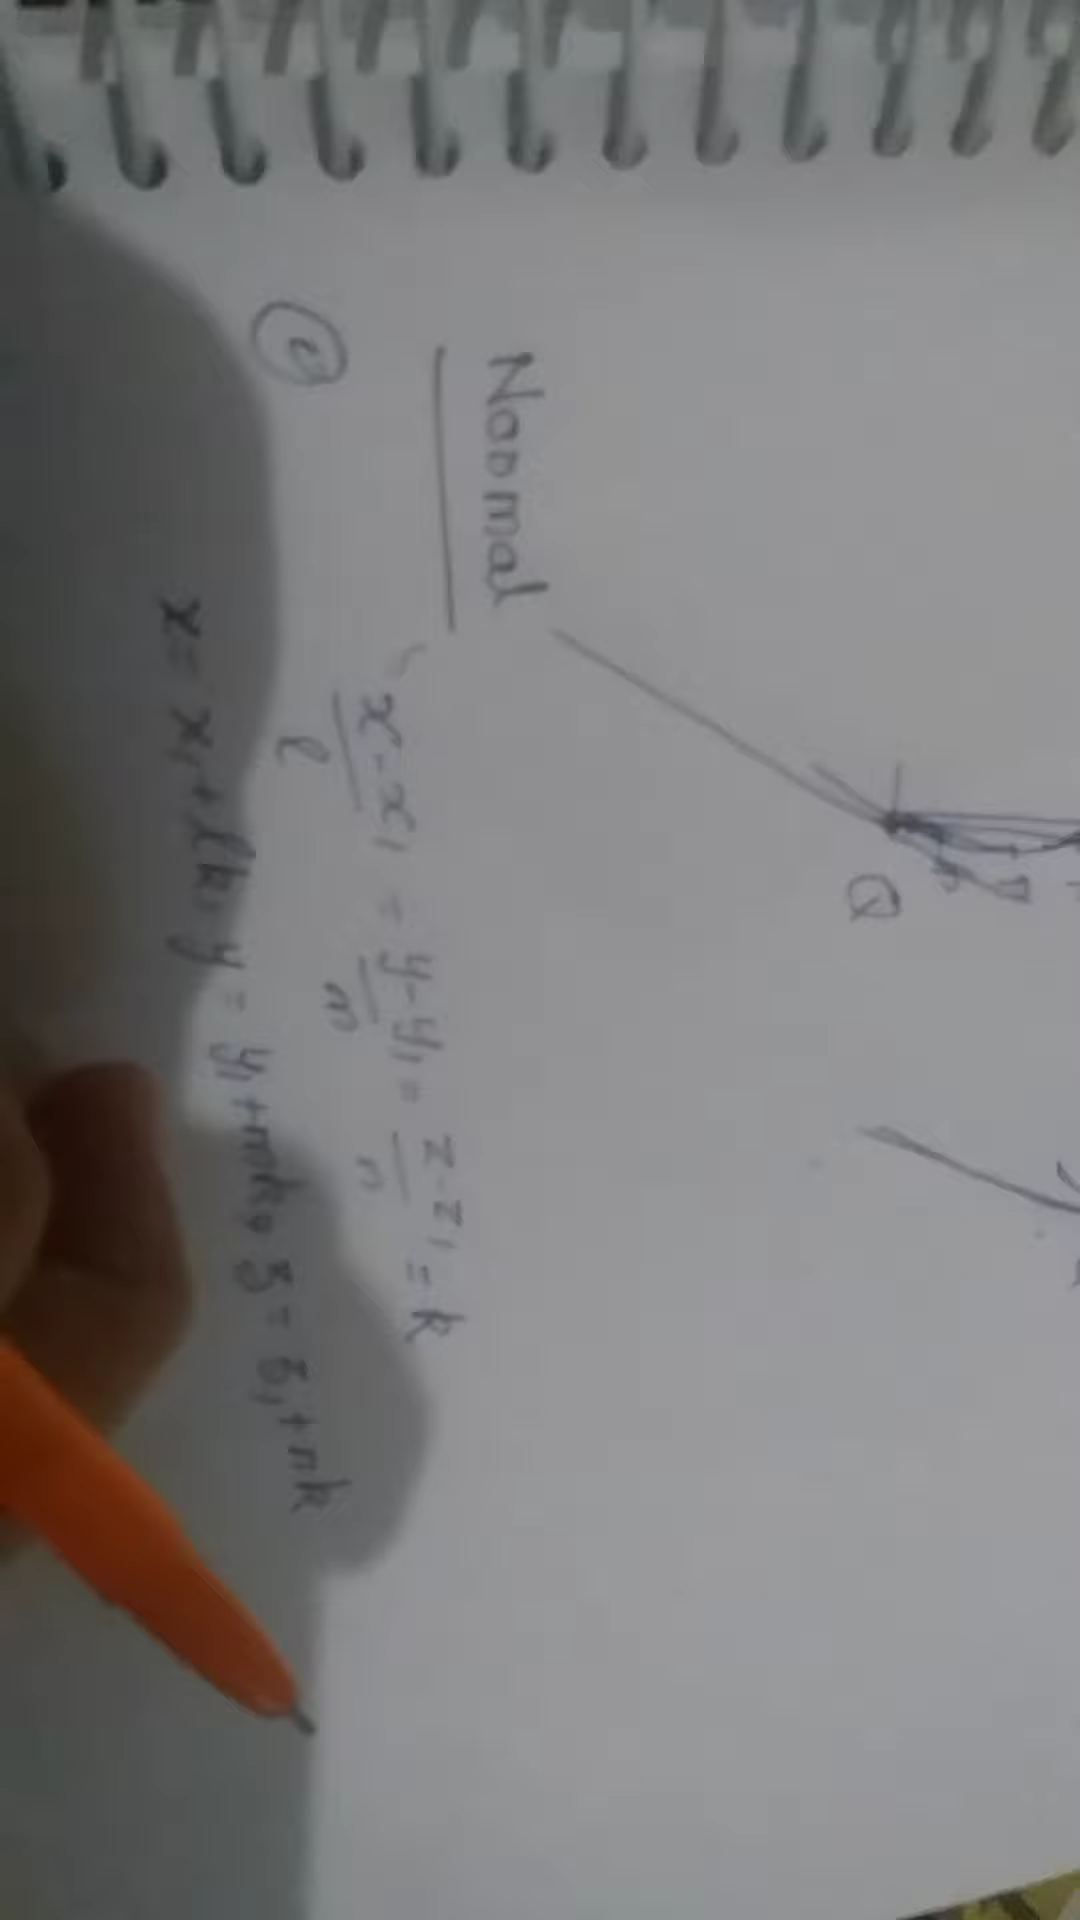 Q
Normal
(x-x₁)/l = (y-y₁)/m = (z-z₁)/n = k
x = x₁+lk, y = y₁+mk, z = z₁+nk